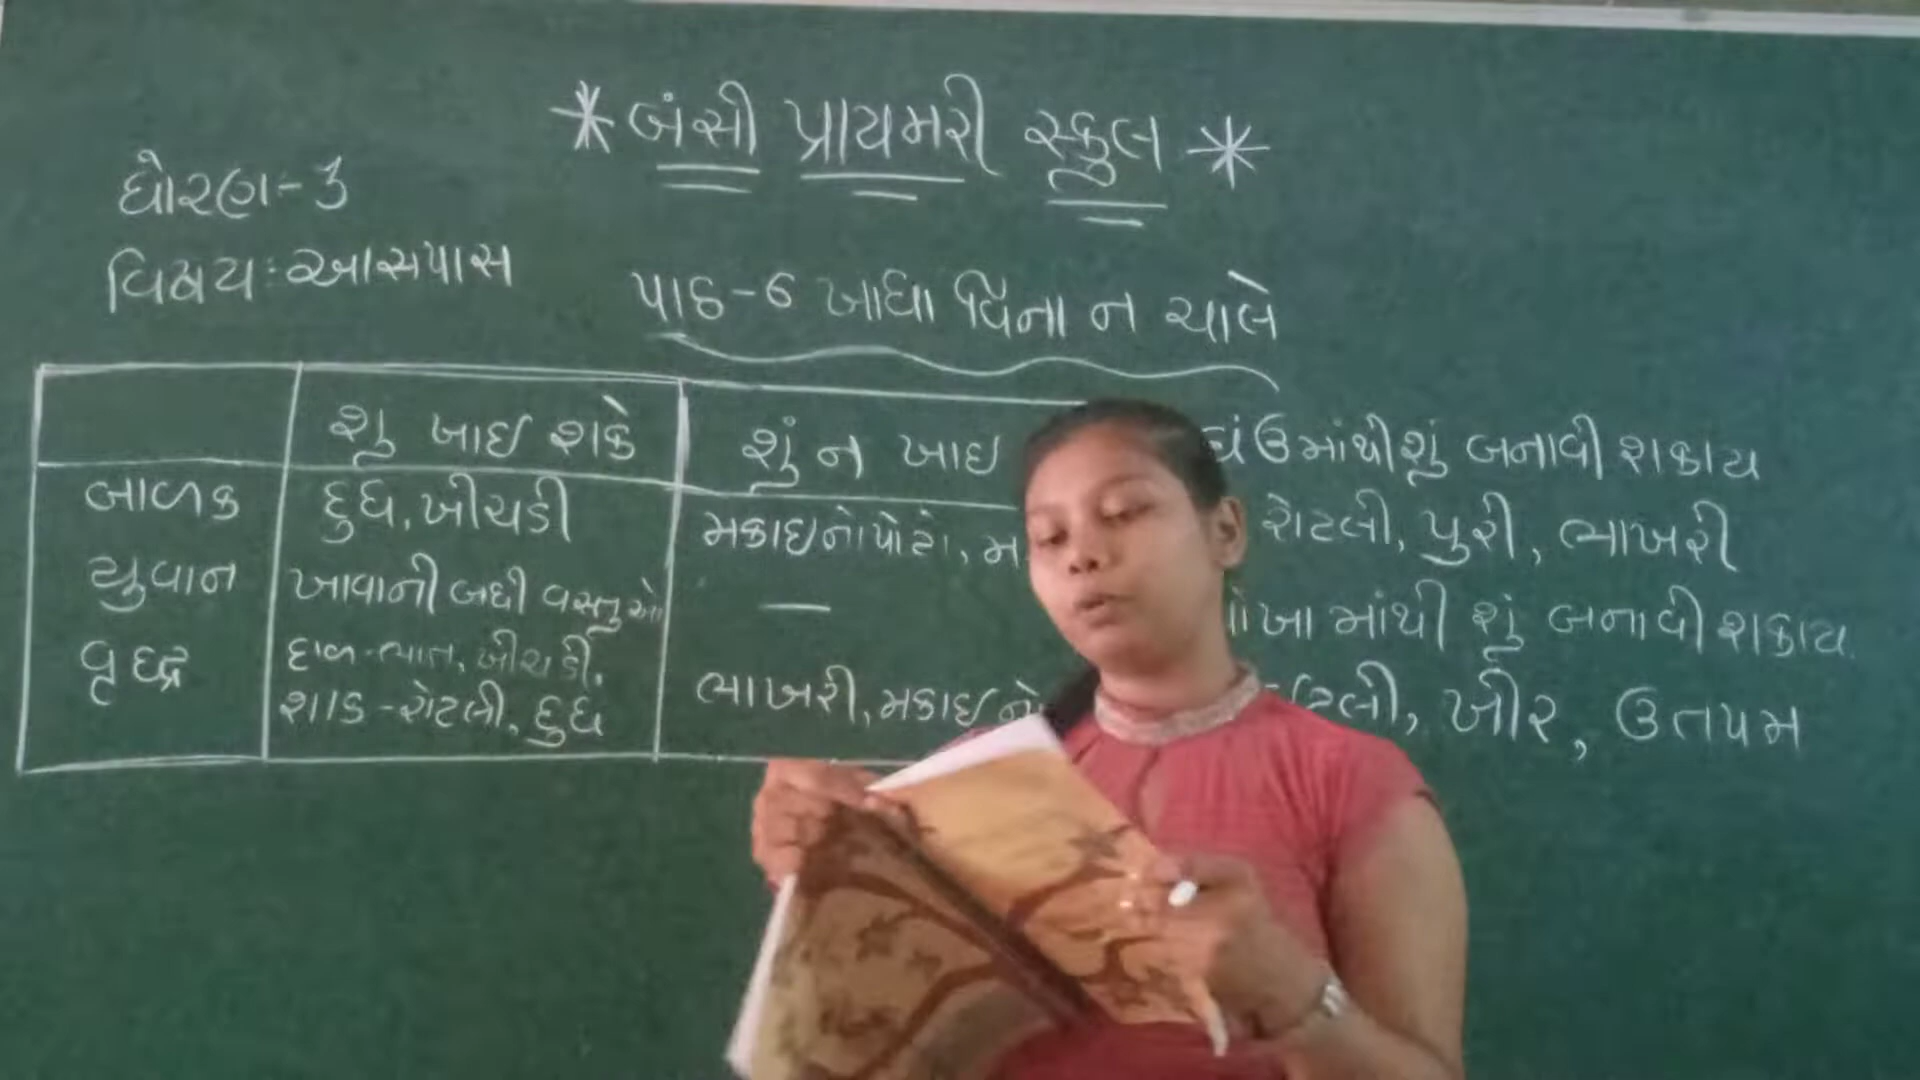 * બંસી પ્રાયમરી સ્કુલ *
ધોરણ:- 3
વિષય:- આસપાસ
પાઠ-6 ખાધા વિના ન ચાલે
શું ખાઈ શકે
શું ન ખાઇ
બાળક
દુધ, ખીચડી
મકાઇનો પોટો,
યુવાન
ખાવાની બધી વસ્તુઓ
—
વૃદ્ધ
દાળ-ભાત, ખીચડી,
શાક-રોટલી, દુધ
ભાખરી, મકાઇનો
ઘંઉમાંથી શું બનાવી શકાય
રોટલી, પુરી, ભાખરી
માંથી શું બનાવી શકાય.
ખીર, ઉતપમ